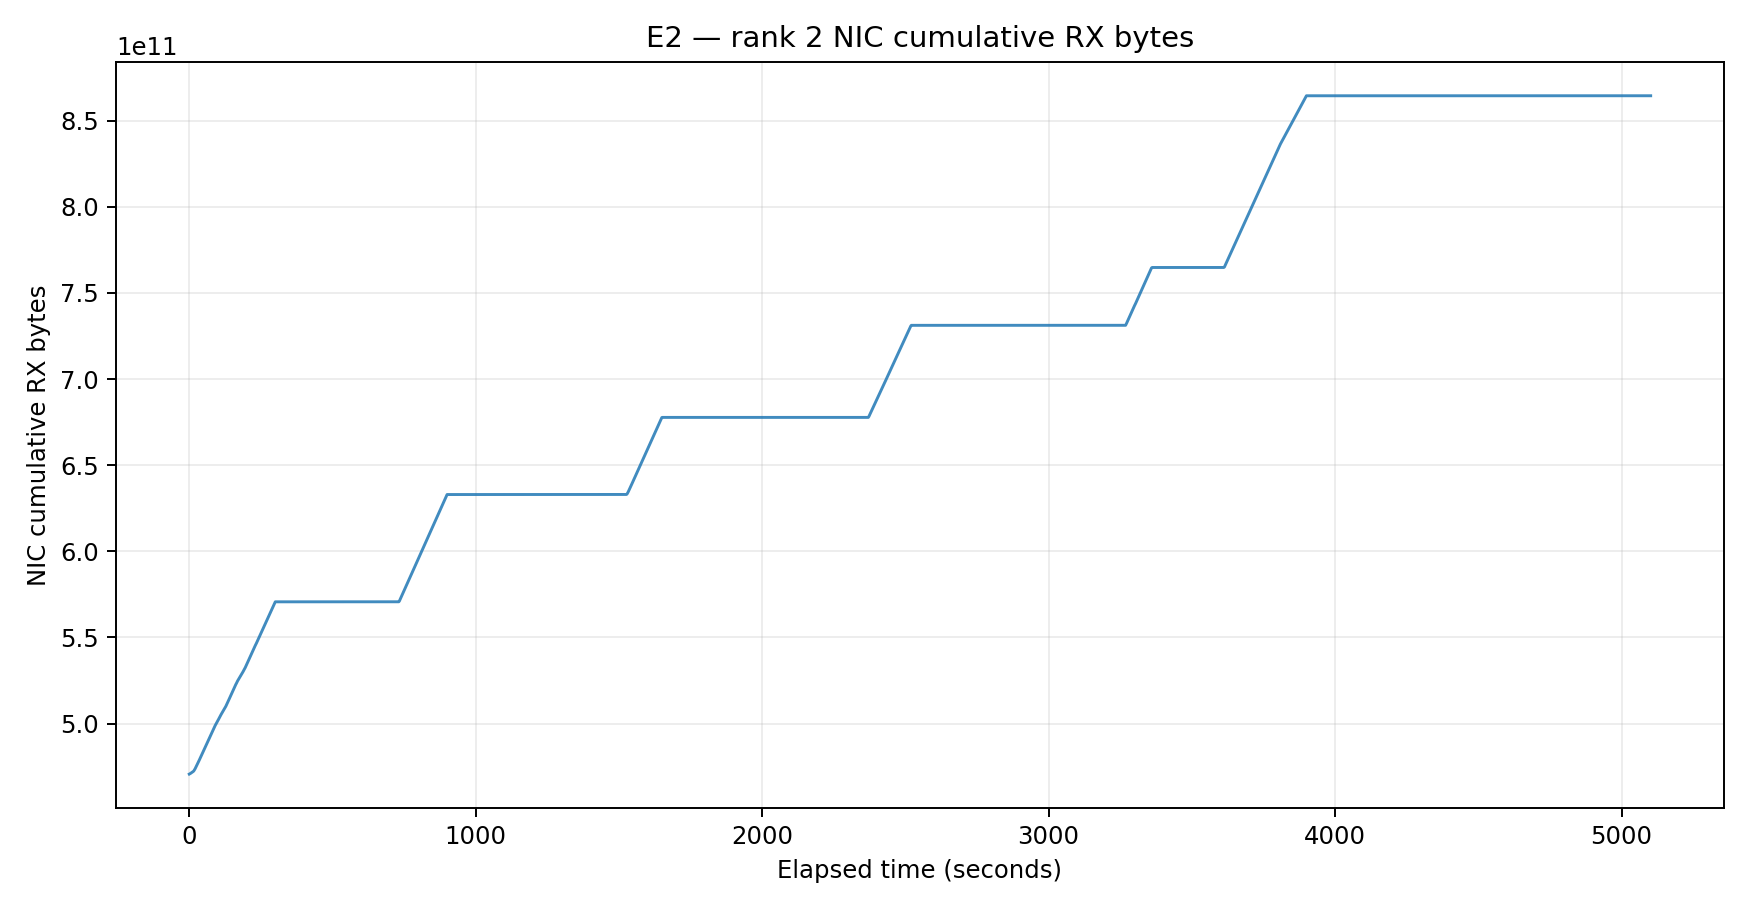 E2 — rank 2 NIC cumulative RX bytes
1e11
8.5
8.0
7.5
7.0
6.5
6.0
5.5
5.0
NIC cumulative RX bytes
0 1000 2000 3000 4000 5000
Elapsed time (seconds)